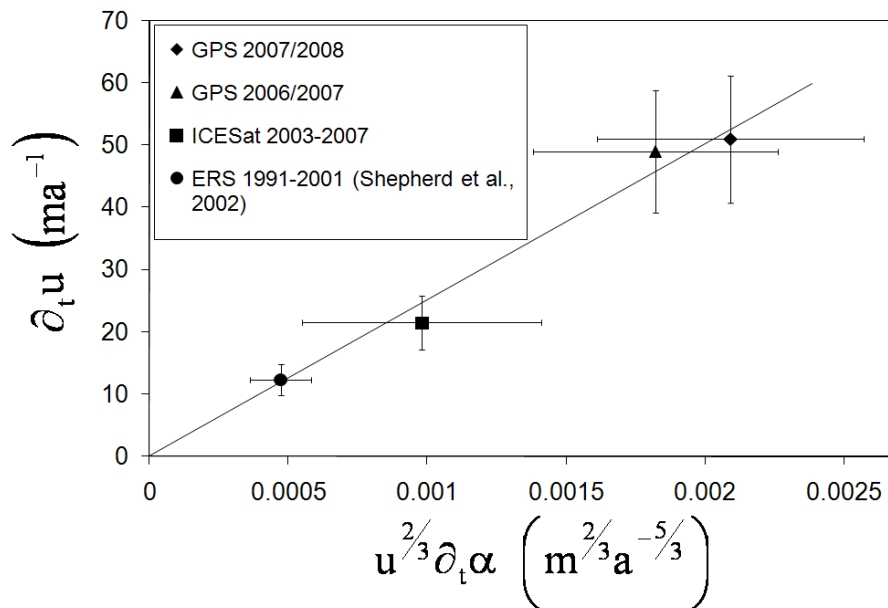 70
60
50
40
30
20
10
0
GPS 2007/2008
GPS 2006/2007
ICESat 2003-2007
ERS 1991-2001 (Shepherd et al.,
2002)
∂ₜu (ma⁻¹)
0 0.0005 0.001 0.0015 0.002 0.0025
u^{2/3}∂ₜα (m^{2/3}a^{-5/3})